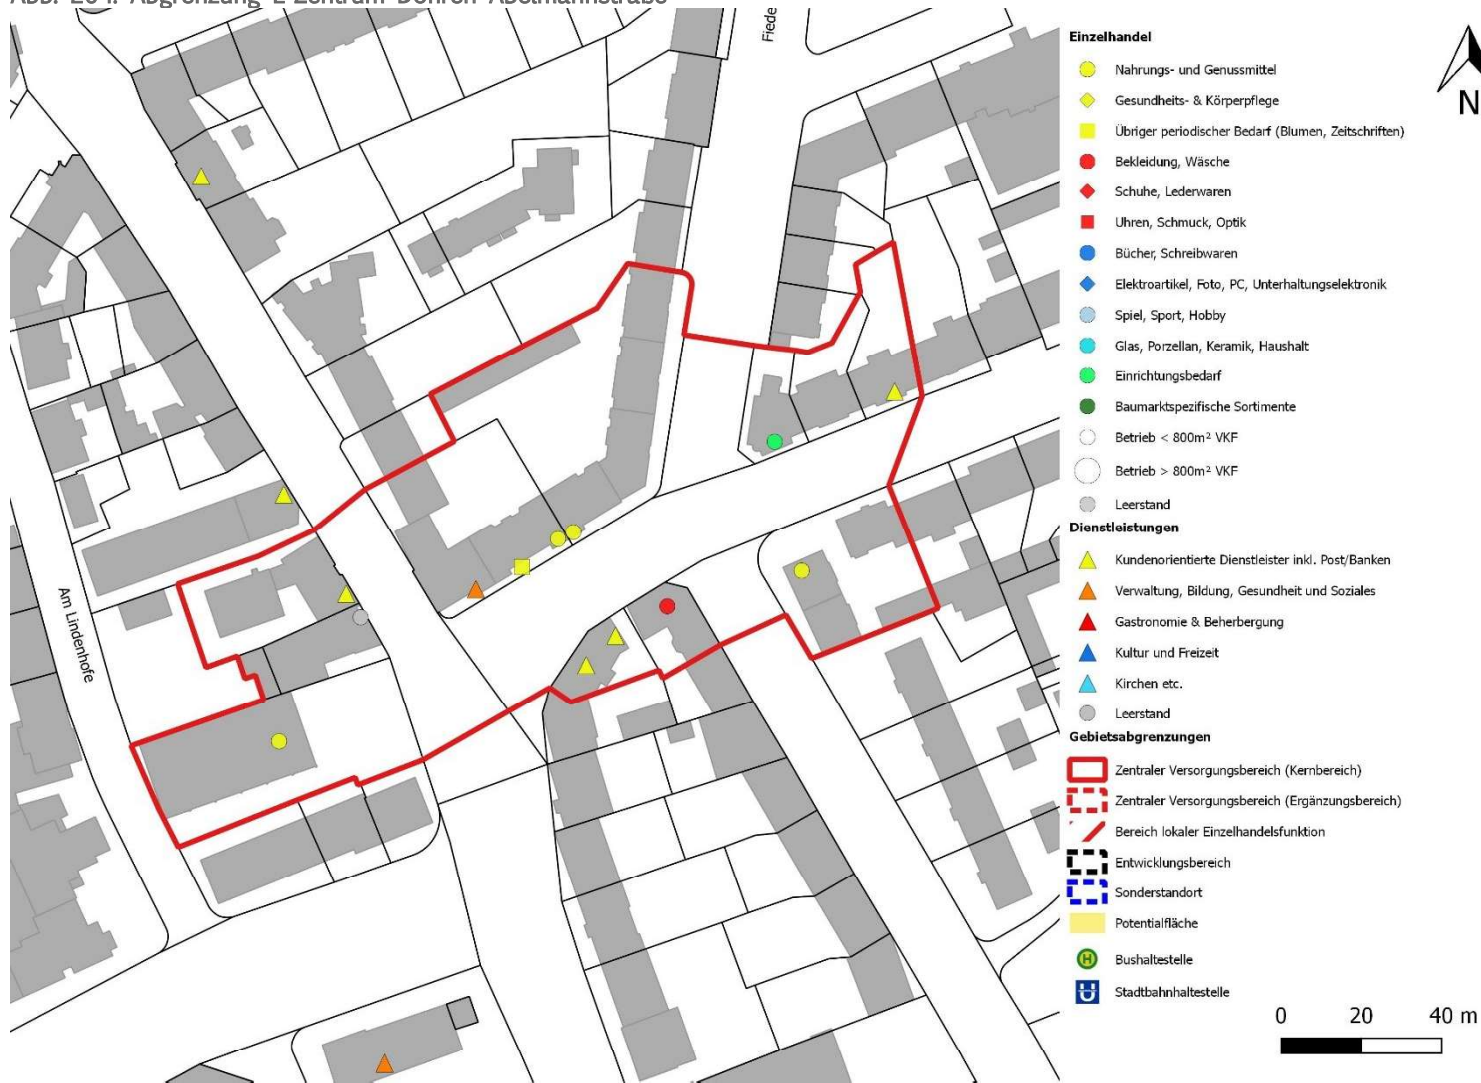 Abb. 204: Abgrenzung E-Zentrum Döhren Abelmannstraße
Fiede
Am Lindenhofe
N
Einzelhandel
Nahrungs- und Genussmittel
Gesundheits- & Körperpflege
Übriger periodischer Bedarf (Blumen, Zeitschriften)
Bekleidung, Wäsche
Schuhe, Lederwaren
Uhren, Schmuck, Optik
Bücher, Schreibwaren
Elektroartikel, Foto, PC, Unterhaltungselektronik
Spiel, Sport, Hobby
Glas, Porzellan, Keramik, Haushalt
Einrichtungsbedarf
Baumarktspezifische Sortimente
Betrieb < 800m² VKF
Betrieb > 800m² VKF
Leerstand
Dienstleistungen
Kundenorientierte Dienstleister inkl. Post/Banken
Verwaltung, Bildung, Gesundheit und Soziales
Gastronomie & Beherbergung
Kultur und Freizeit
Kirchen etc.
Leerstand
Gebietsabgrenzungen
Zentraler Versorgungsbereich (Kernbereich)
Zentraler Versorgungsbereich (Ergänzungsbereich)
Bereich lokaler Einzelhandelsfunktion
Entwicklungsbereich
Sonderstandort
Potentialfläche
H Bushaltestelle
U Stadtbahnhaltestelle
0 20 40 m